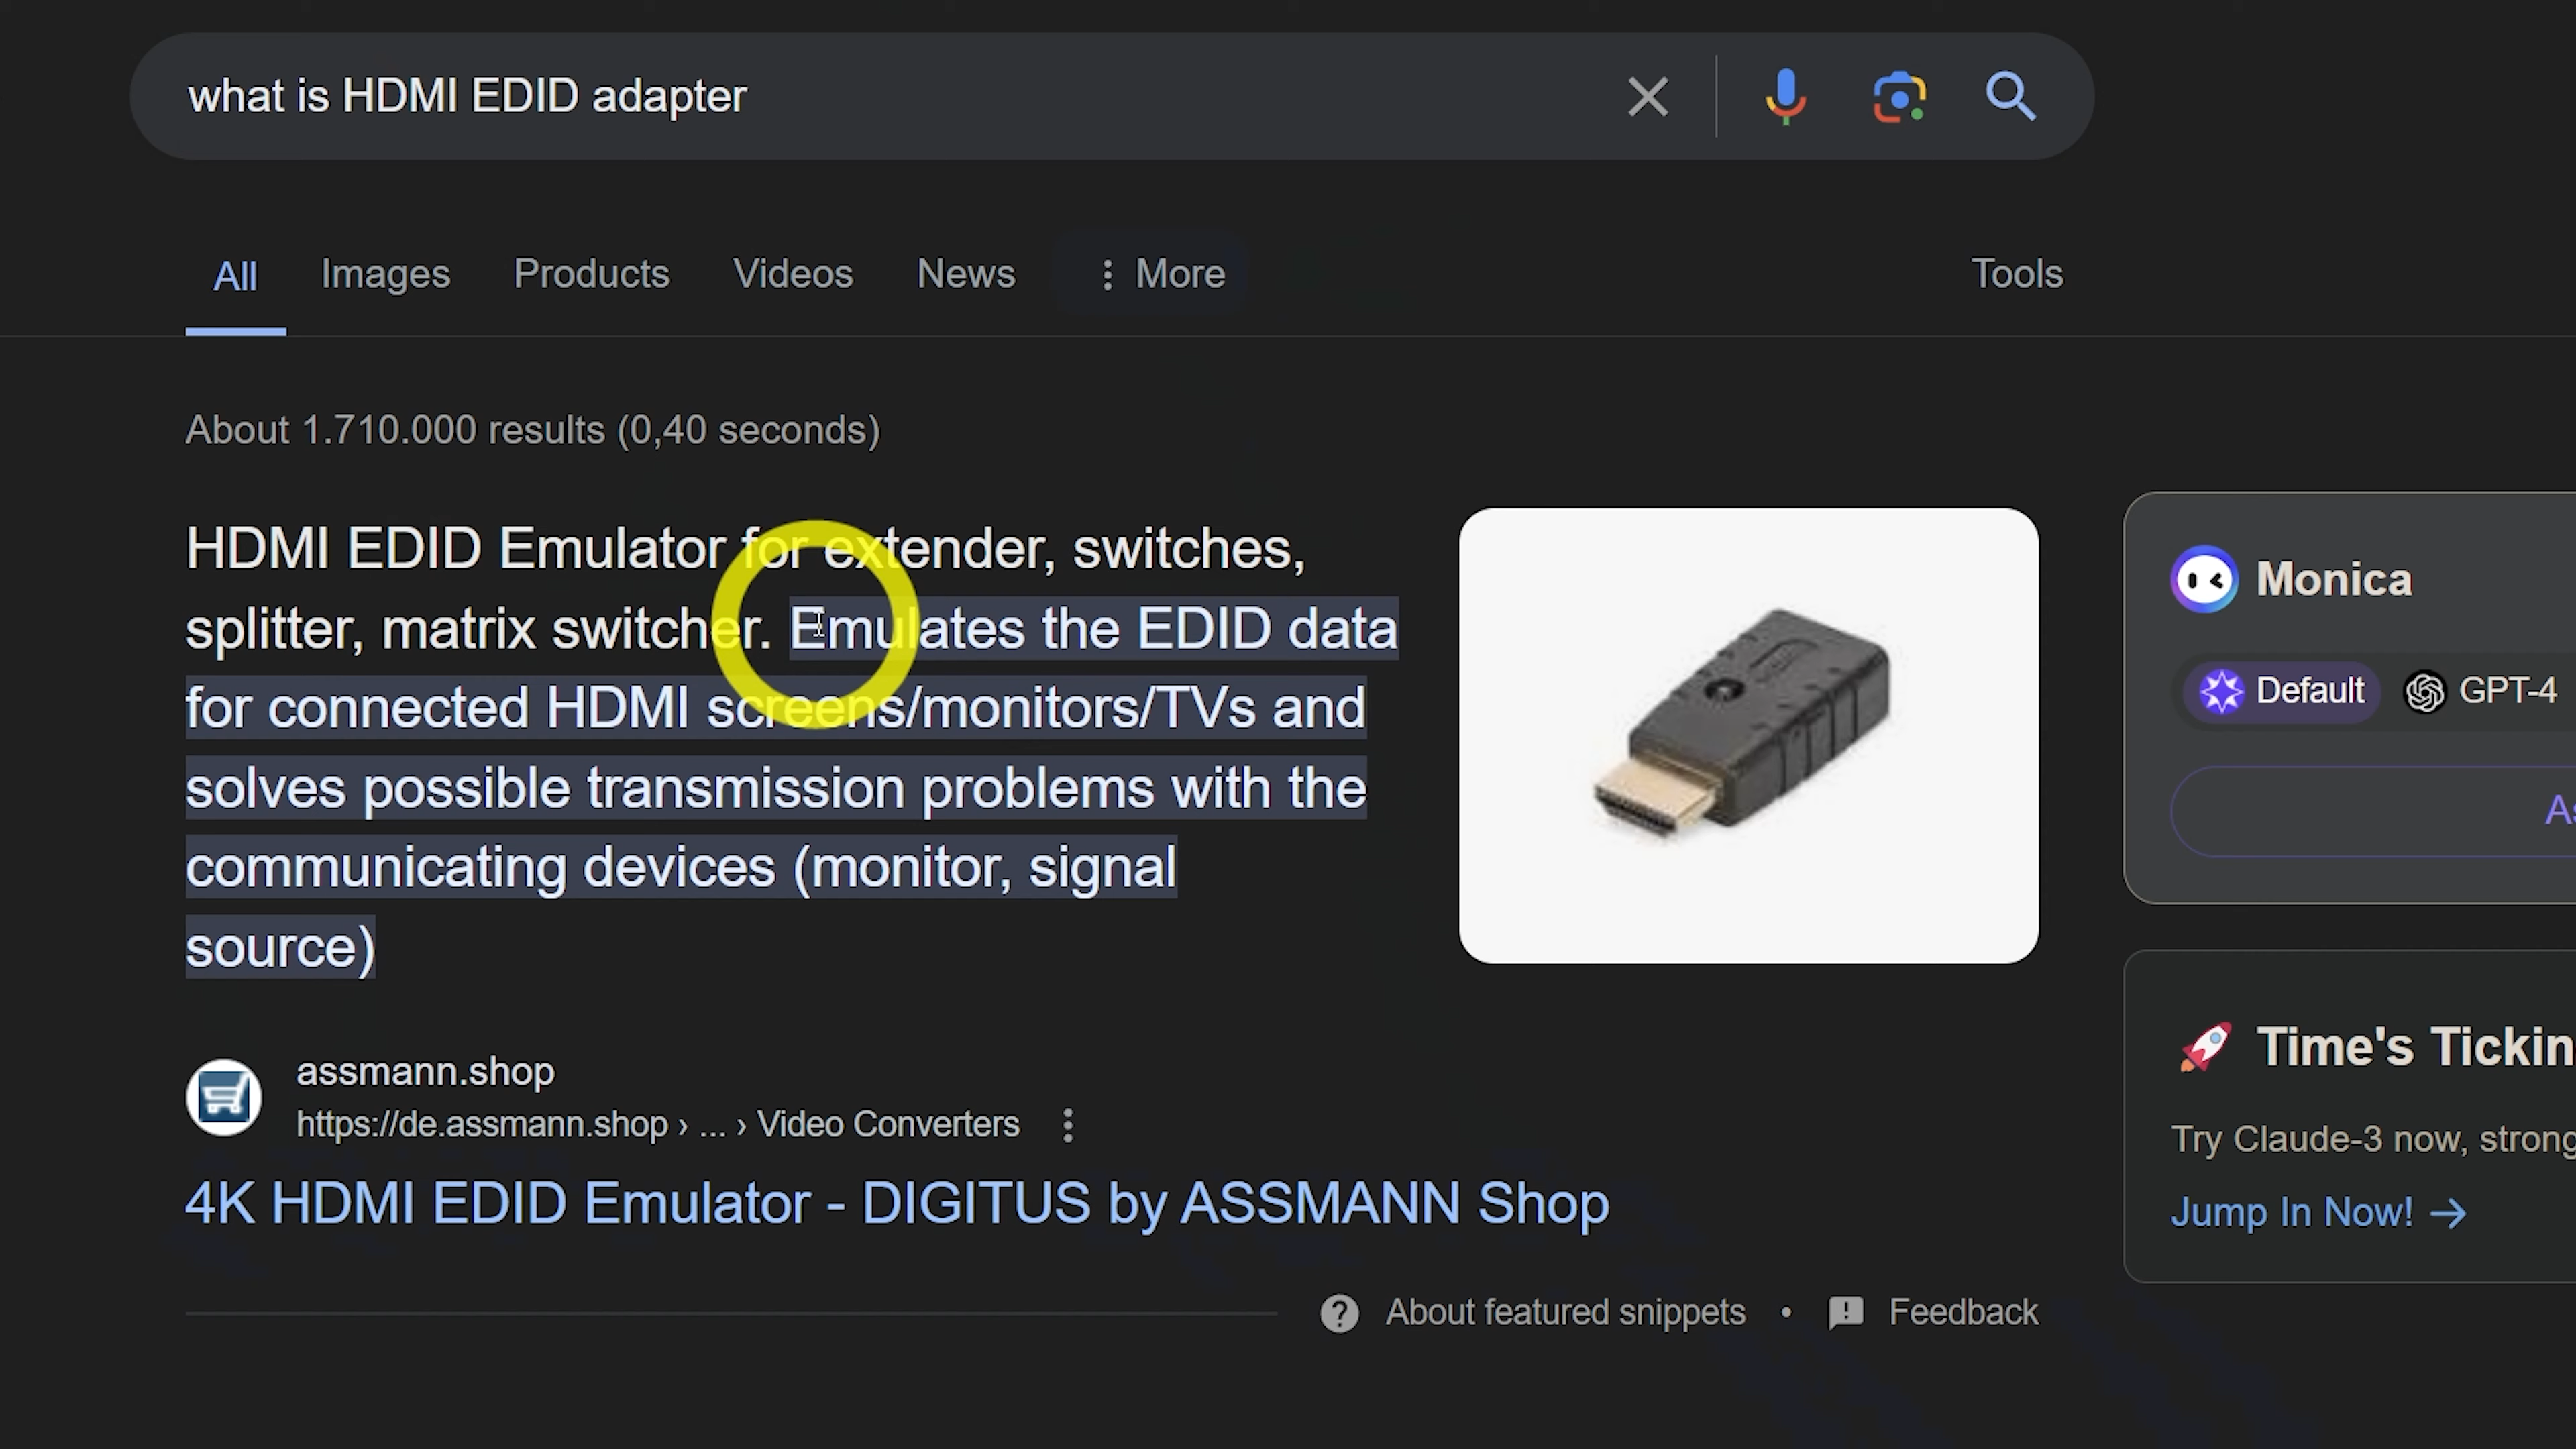 what is HDMI EDID adapter
All Images Products Videos News More Tools
About 1.710.000 results (0,40 seconds)
HDMI EDID Emulator for extender, switches,
splitter, matrix switcher. Emulates the EDID data
for connected HDMI screens/monitors/TVs and
solves possible transmission problems with the
communicating devices (monitor, signal
source)
assmann.shop
https://de.assmann.shop › ... › Video Converters
4K HDMI EDID Emulator - DIGITUS by ASSMANN Shop
About featured snippets • Feedback
Monica
Default GPT-4
Time's Tickin
Try Claude-3 now, strong
Jump In Now! →